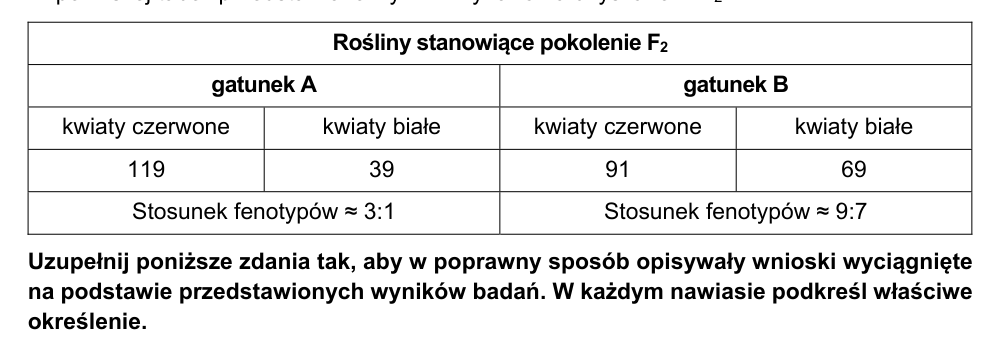 Rośliny stanowiące pokolenie F₂
gatunek A gatunek B
kwiaty czerwone kwiaty białe kwiaty czerwone kwiaty białe
119 39 91 69
Stosunek fenotypów ≈ 3:1 Stosunek fenotypów ≈ 9:7
Uzupełnij poniższe zdania tak, aby w poprawny sposób opisywały wnioski wyciągnięte
na podstawie przedstawionych wyników badań. W każdym nawiasie podkreśl właściwe
określenie.